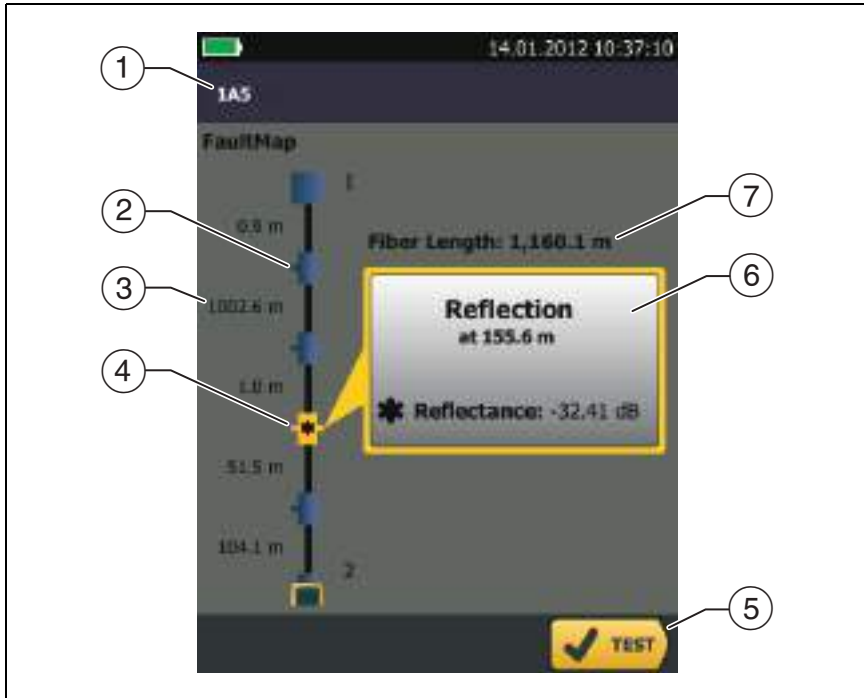 14.01.2012 10:37:10
1
1A5
FaultMap
1
7
2
0.6 m
Fiber Length: 1,160.1 m
3
6
1002.6 m
Reflection
at 155.6 m
4
1.0 m
Reflectance: -32.41 dB
51.5 m
104.1 m
2
5
TEST